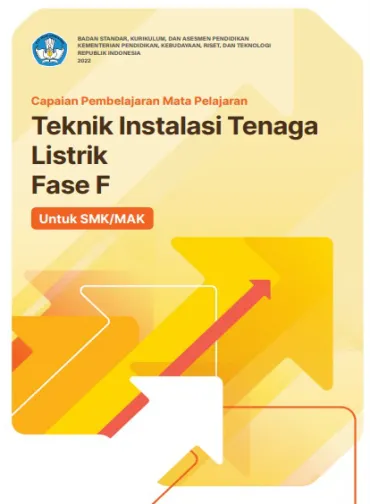 BADAN STANDAR, KURIKULUM, DAN ASESMEN PENDIDIKAN
KEMENTERIAN PENDIDIKAN, KEBUDAYAAN, RISET, DAN TEKNOLOGI
REPUBLIK INDONESIA
2022
Capaian Pembelajaran Mata Pelajaran
Teknik Instalasi Tenaga
Listrik
Fase F
Untuk SMK/MAK